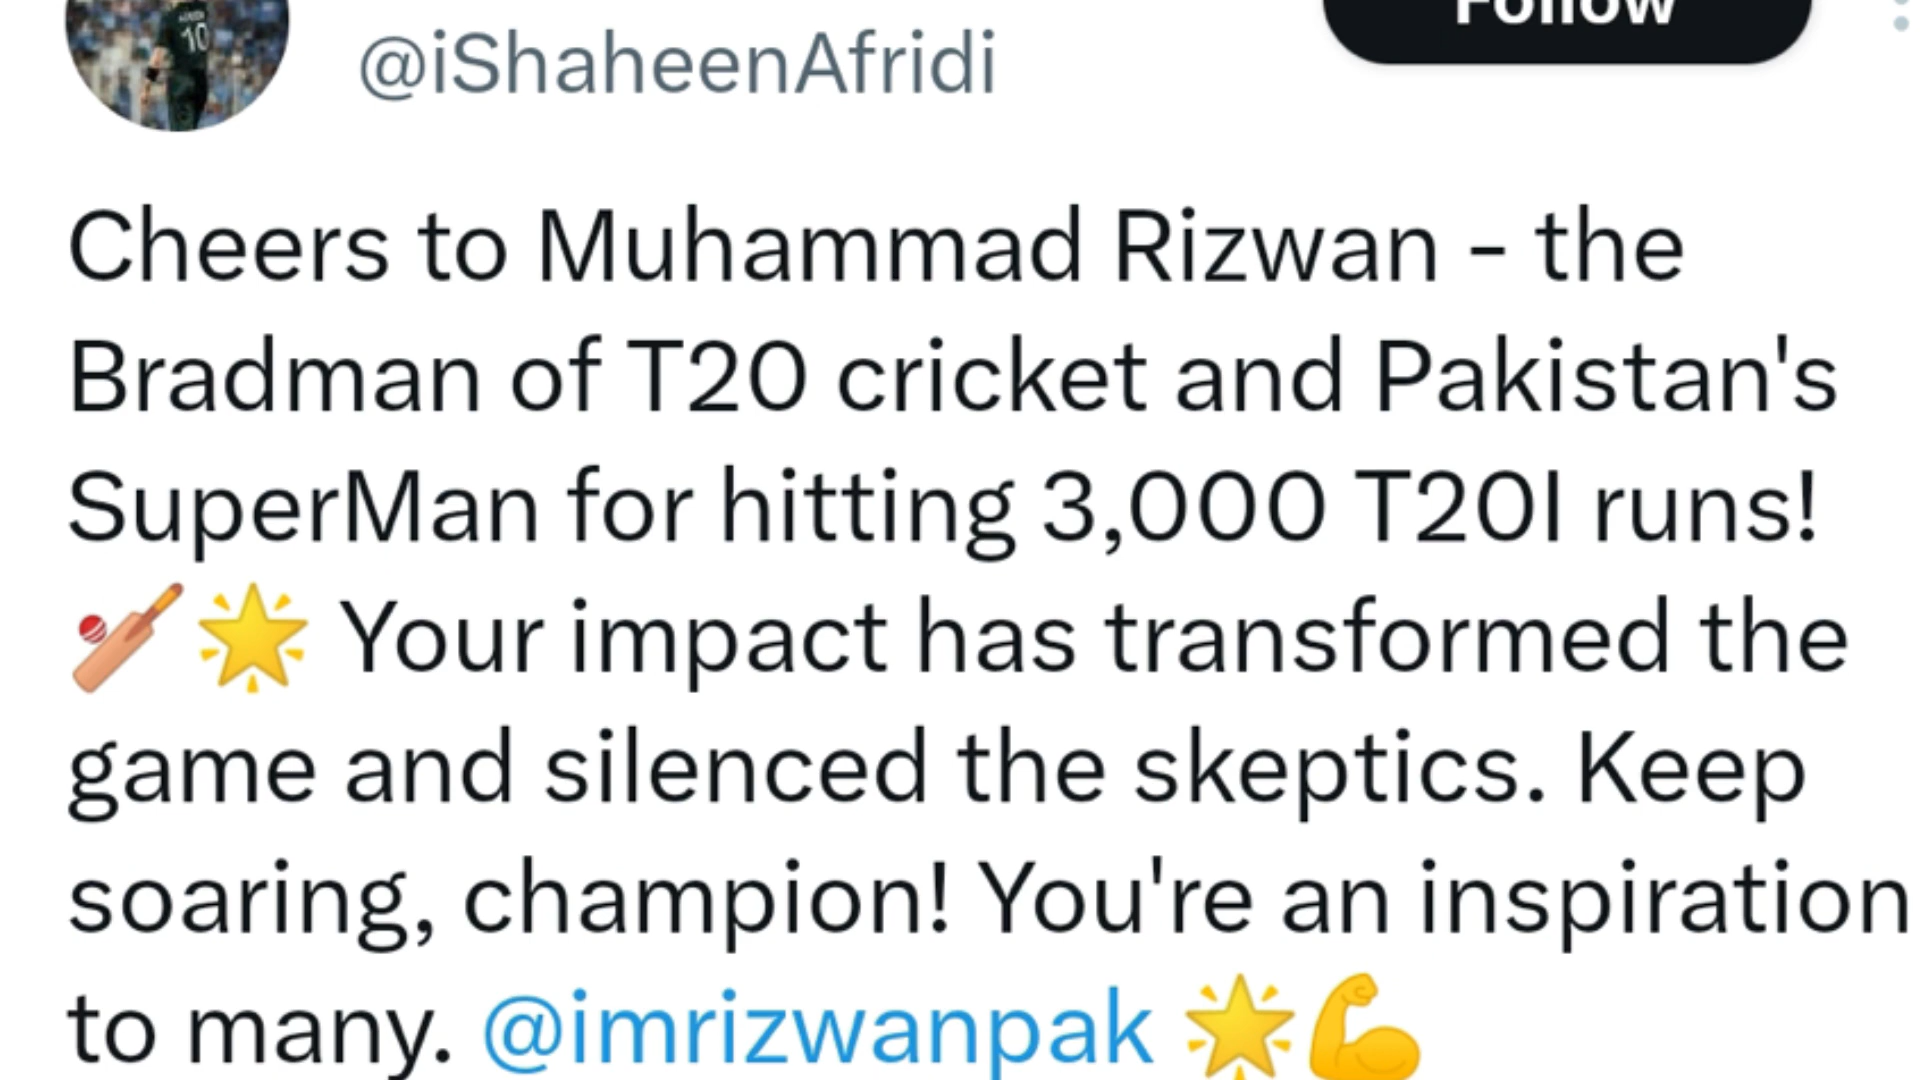 10
Follow
@iShaheenAfridi
Cheers to Muhammad Rizwan - the
Bradman of T20 cricket and Pakistan's
SuperMan for hitting 3,000 T20I runs!
🏏🌟 Your impact has transformed the
game and silenced the skeptics. Keep
soaring, champion! You're an inspiration
to many. @imrizwanpak 🌟💪